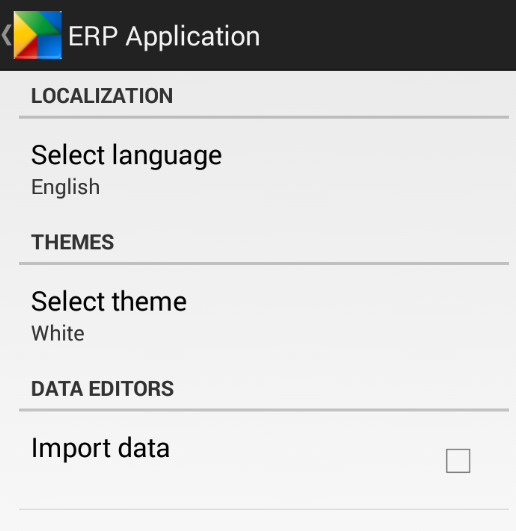 ERP Application
LOCALIZATION
Select language
English
THEMES
Select theme
White
DATA EDITORS
Import data